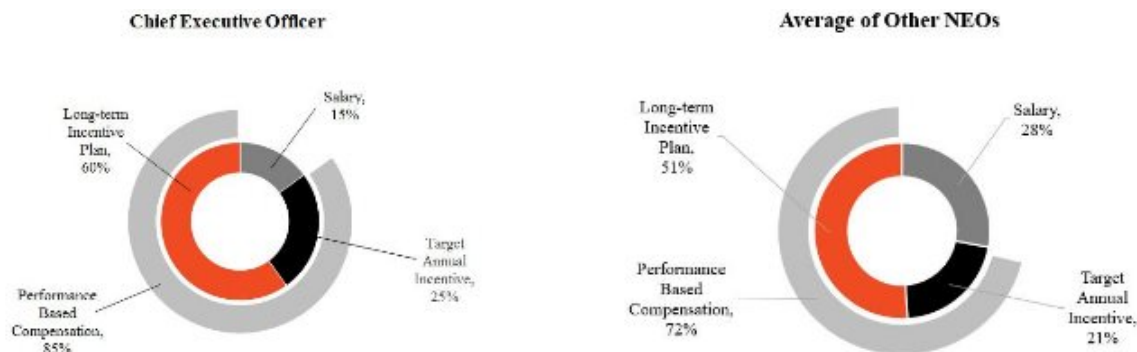 Chief Executive Officer
Long-term
Incentive
Plan,
60%
Salary,
15%
Target
Annual
Incentive,
25%
Performance
Based
Compensation,
85%
Average of Other NEOs
Long-term
Incentive
Plan,
51%
Salary,
28%
Performance
Based
Compensation,
72%
Target
Annual
Incentive,
21%